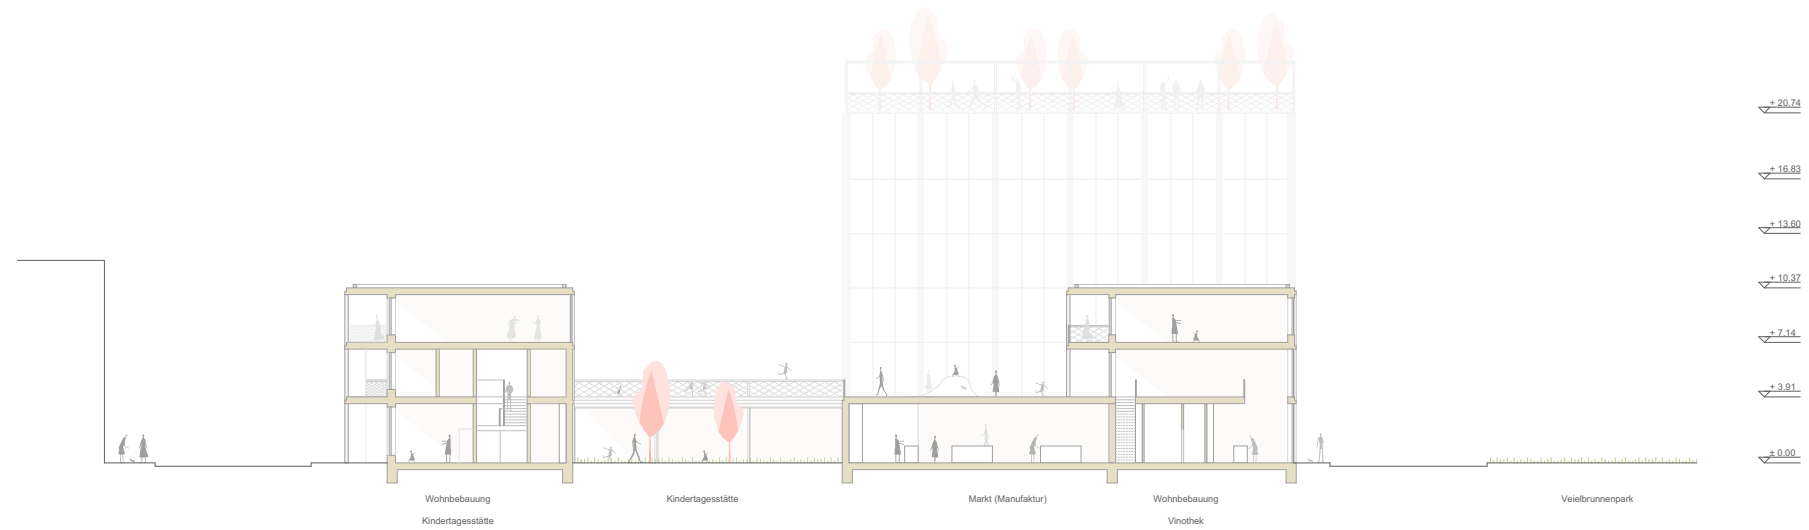 + 20.74
+ 16.83
+ 13.60
+ 10.37
+ 7.14
+ 3.91
± 0.00
Wohnbebauung
Kindertagesstätte
Markt (Manufaktur)
Wohnbebauung
Veielbrunnenpark
Kindertagesstätte
Vinothek